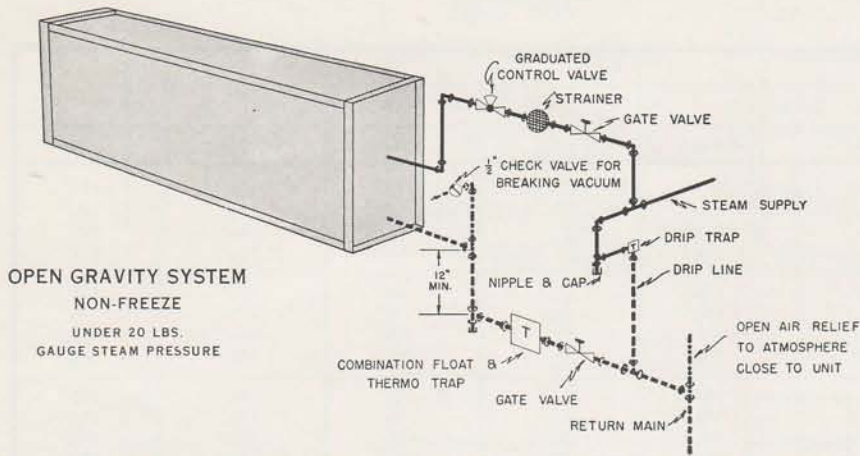 GRADUATED
CONTROL VALVE
STRAINER
GATE VALVE
1/2" CHECK VALVE FOR
BREAKING VACUUM
STEAM SUPPLY
DRIP TRAP
NIPPLE & CAP
DRIP LINE
12"
MIN.
OPEN GRAVITY SYSTEM
NON-FREEZE
UNDER 20 LBS.
GAUGE STEAM PRESSURE
T
T
COMBINATION FLOAT &
THERMO TRAP
GATE VALVE
OPEN AIR RELIEF
TO ATMOSPHERE
CLOSE TO UNIT
RETURN MAIN